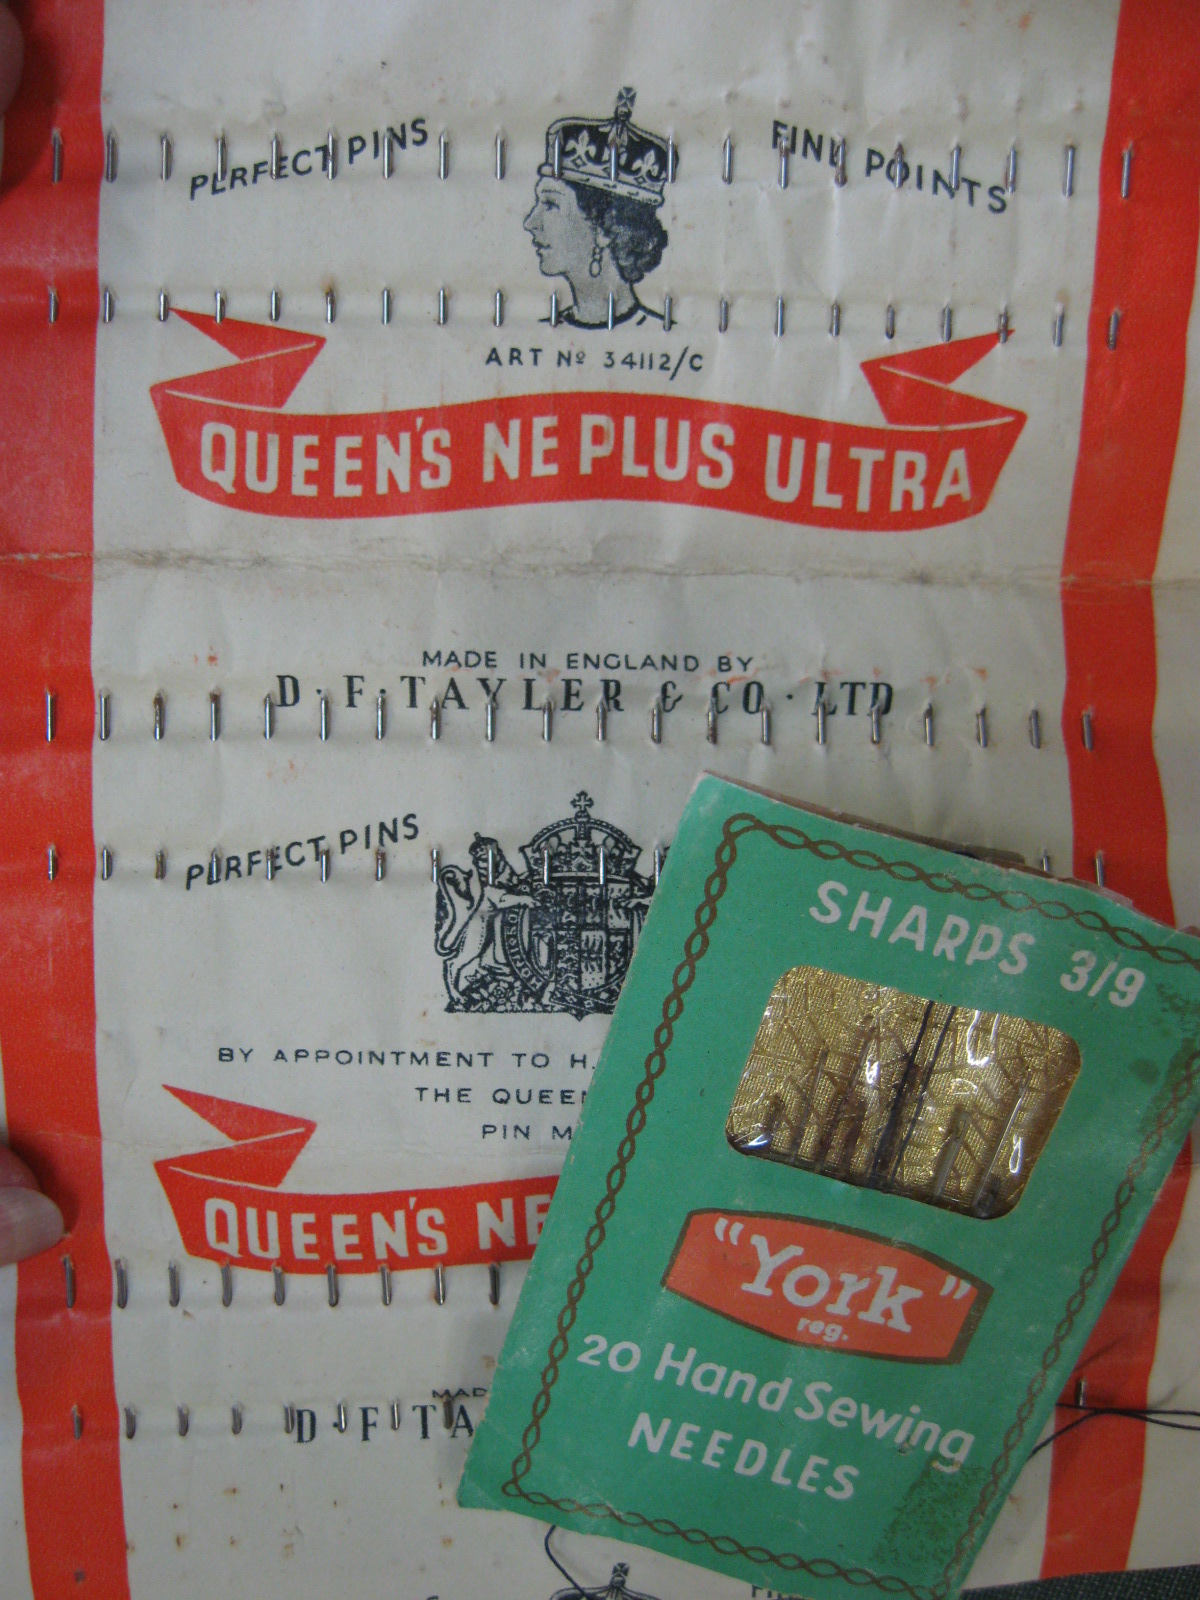 PERFECT PINS
FINE POINTS
ART Nº 34112/C
QUEEN'S NE PLUS ULTRA
MADE IN ENGLAND BY
D · F · TAYLER & CO · LTD
PERFECT PINS
BY APPOINTMENT TO H.
THE QUEEN
PIN M
QUEEN'S NE
MAD
D · F TA
SHARPS 3/9
"York"
reg.
20 Hand Sewing
NEEDLES